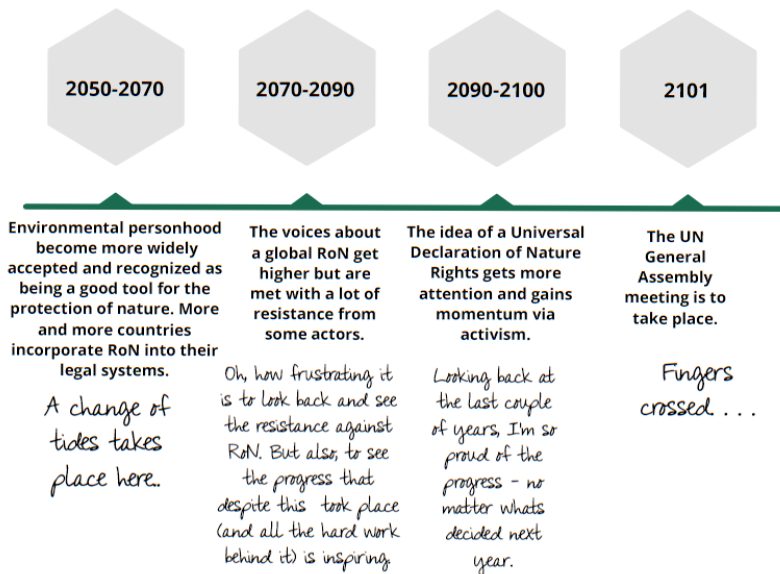 2050-2070
2070-2090
2090-2100
2101
Environmental personhood
become more widely
accepted and recognized as
being a good tool for the
protection of nature. More
and more countries
incorporate RoN into their
legal systems.
A change of
tides takes
place here..
The voices about
a global RoN get
higher but are
met with a lot of
resistance from
some actors.
Oh, how frustrating it
is to look back and see
the resistance against
RoN. But also, to see
the progress that
despite this took place
(and all the hard work
behind it) is inspiring.
The idea of a Universal
Declaration of Nature
Rights gets more
attention and gains
momentum via
activism.
Looking back at
the last couple
of years, I'm so
proud of the
progress - no
matter whats
decided next
year.
The UN
General
Assembly
meeting is to
take place.
Fingers
crossed . . .